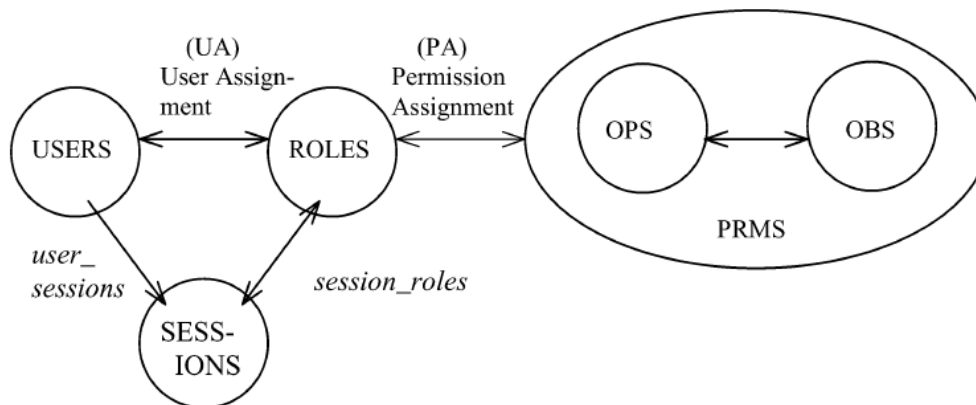 (UA)
User Assign-
ment
(PA)
Permission
Assignment
USERS
ROLES
OPS
OBS
PRMS
user_
sessions
session_roles
SESS-
IONS